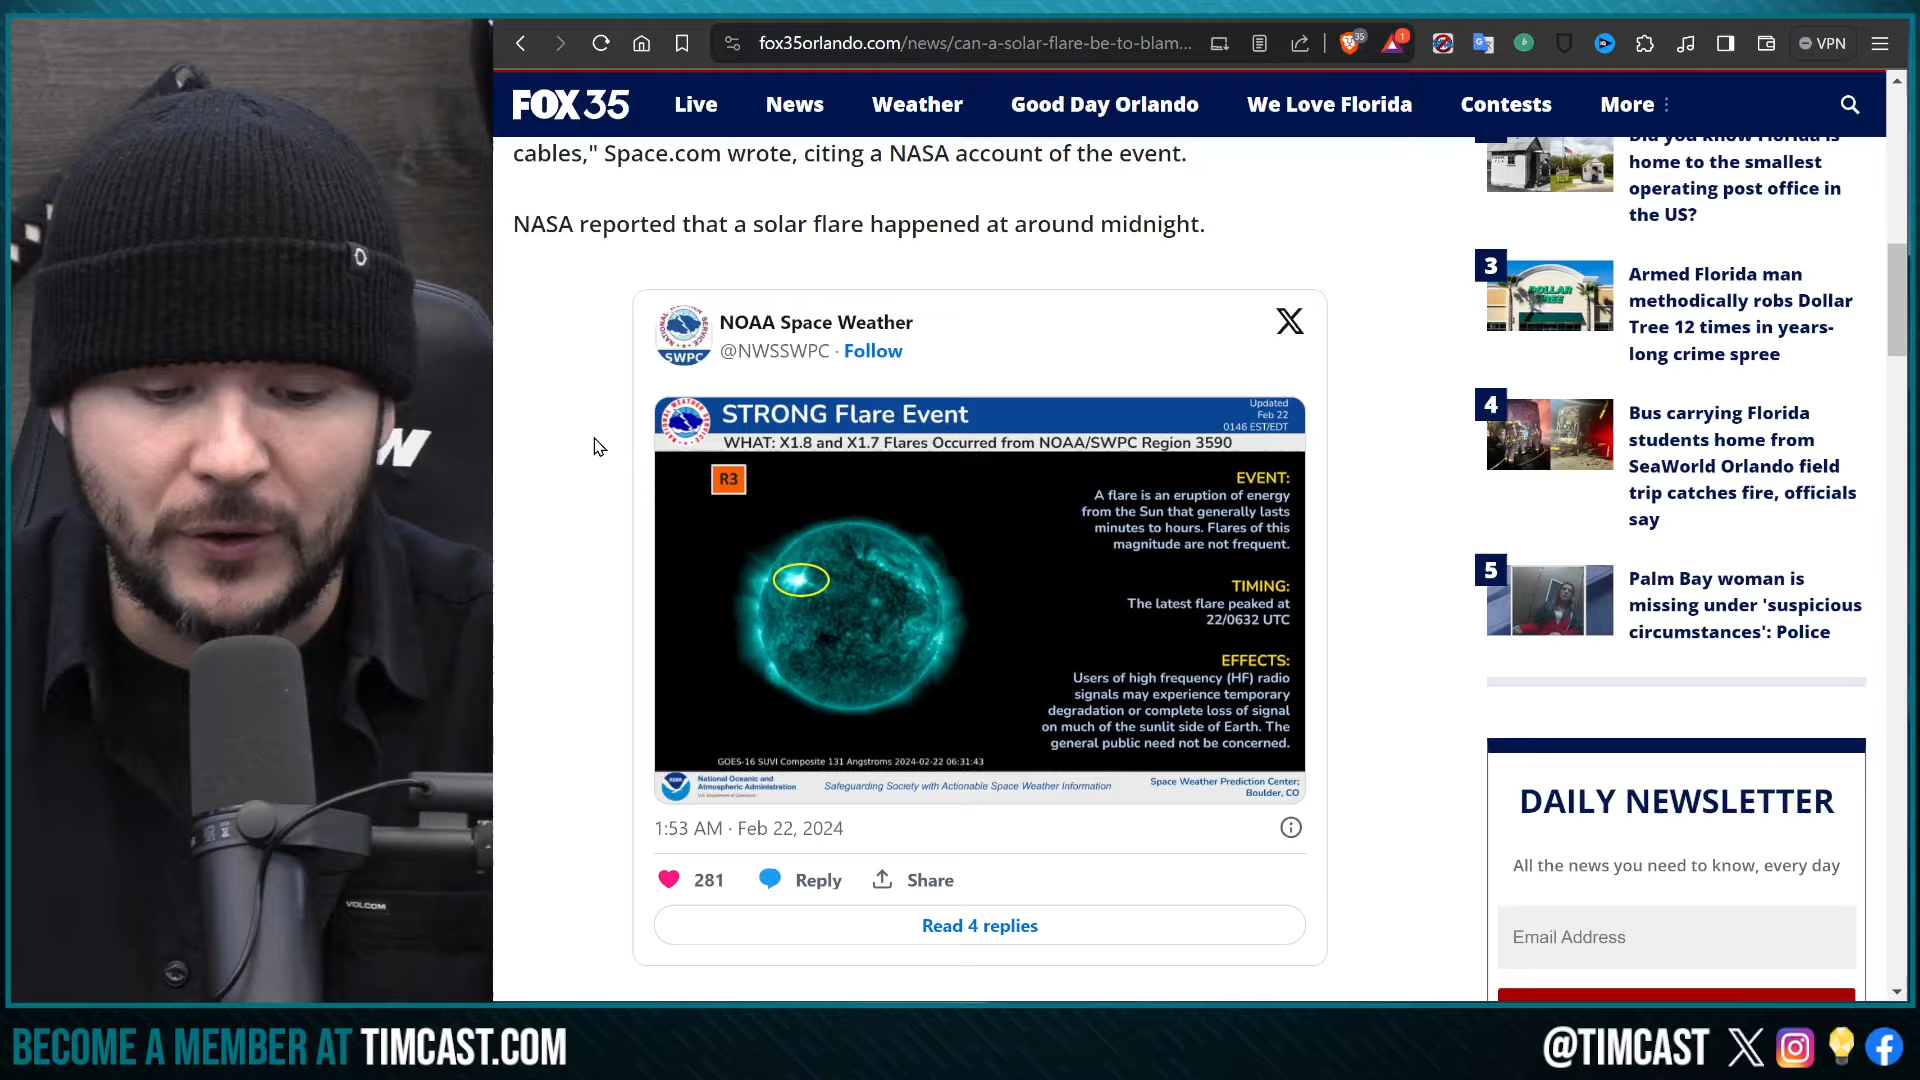 fox35orlando.com/news/can-a-solar-flare-be-to-blam...
35
1
VPN
FOX 35
Live
News
Weather
Good Day Orlando
We Love Florida
Contests
More
cables," Space.com wrote, citing a NASA account of the event.
NASA reported that a solar flare happened at around midnight.
NOAA Space Weather
@NWSSWPC · Follow
SWPC
STRONG Flare Event
Updated
Feb 22
0146 EST/EDT
WHAT: X1.8 and X1.7 Flares Occurred from NOAA/SWPC Region 3590
R3
EVENT:
A flare is an eruption of energy
from the Sun that generally lasts
minutes to hours. Flares of this
magnitude are not frequent.
TIMING:
The latest flare peaked at
22/0632 UTC
EFFECTS:
Users of high frequency (HF) radio
signals may experience temporary
degradation or complete loss of signal
on much of the sunlit side of Earth. The
general public need not be concerned.
GOES-16 SUVI Composite 131 Angstroms 2024-02-22 06:31:43
National Oceanic and
Atmospheric Administration
Safeguarding Society with Actionable Space Weather Information
Space Weather Prediction Center;
Boulder, CO
1:53 AM · Feb 22, 2024
281
Reply
Share
Read 4 replies
Did you know Florida is
home to the smallest
operating post office in
the US?
3
DOLLAR TREE
Armed Florida man
methodically robs Dollar
Tree 12 times in years-
long crime spree
4
Bus carrying Florida
students home from
SeaWorld Orlando field
trip catches fire, officials
say
5
Palm Bay woman is
missing under 'suspicious
circumstances': Police
DAILY NEWSLETTER
All the news you need to know, every day
Email Address
VOLCOM
BECOME A MEMBER AT TIMCAST.COM
@TIMCAST